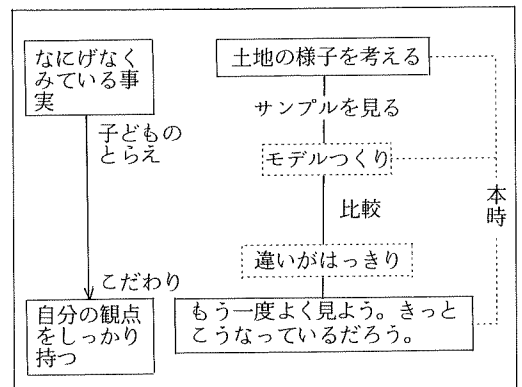 なにげなく
みている事
実
子どもの
とらえ
こだわり
自分の観点
をしっかり
持つ
土地の様子を考える
サンプルを見る
モデルつくり
比較
違いがはっきり
もう一度よく見よう。きっと
こうなっているだろう。
本時